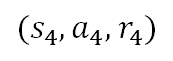 (s₄, a₄, r₄)